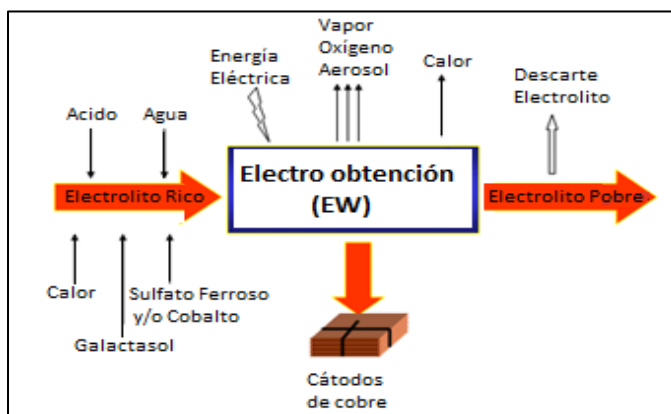 Energía
Eléctrica
Vapor
Oxígeno
Aerosol
Calor
Descarte
Electrolito
Acido
Agua
Electrolito Rico
Electro obtención
(EW)
Electrolito Pobre
Calor
Sulfato Ferroso
y/o Cobalto
Galactasol
Cátodos
de cobre